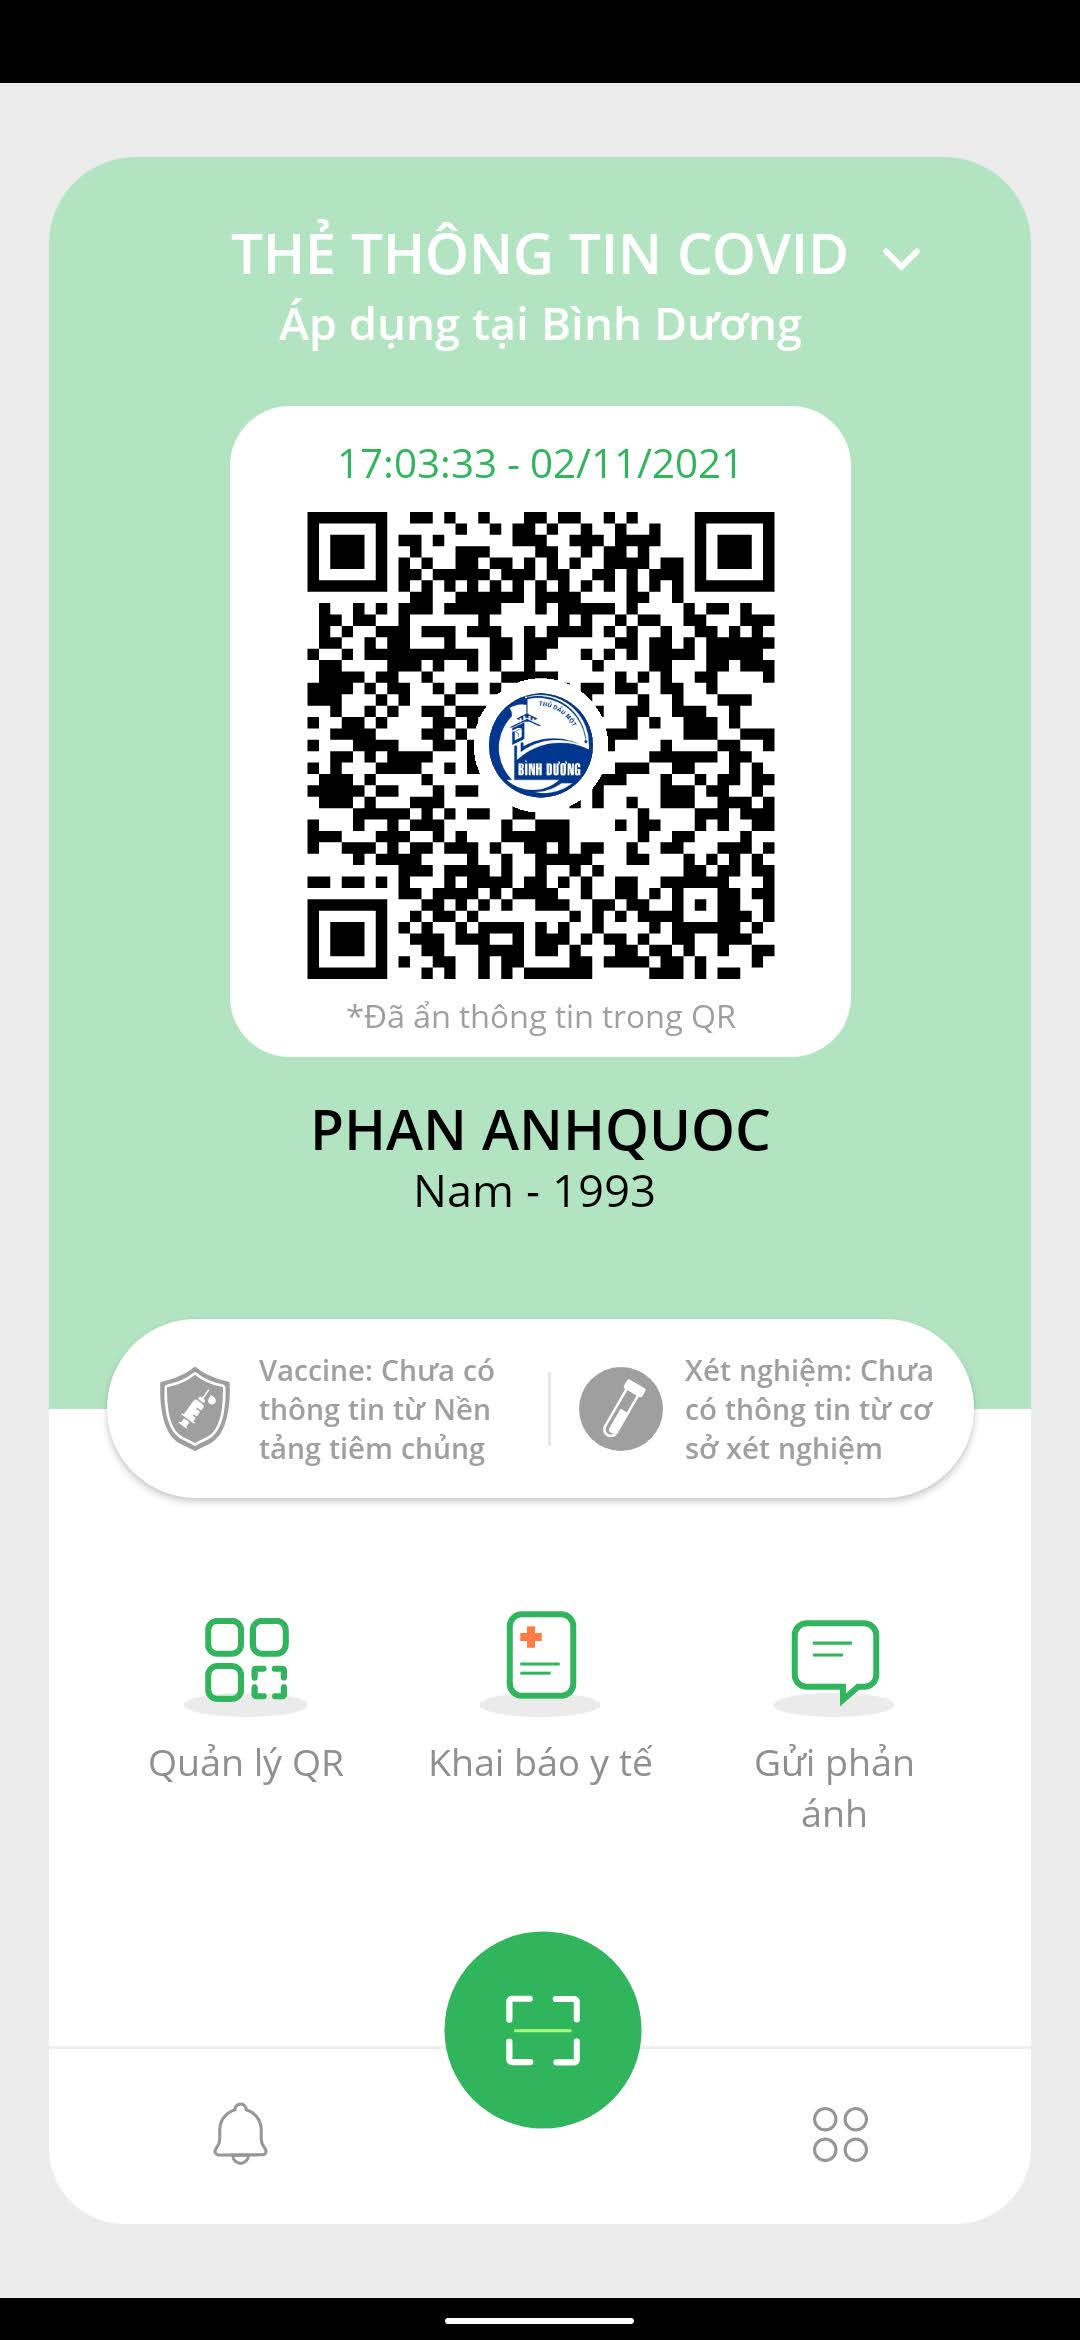 THẺ THÔNG TIN COVID
Áp dụng tại Bình Dương
17:03:33 - 02/11/2021
THỦ DẦU MỘT
BÌNH DƯƠNG
*Đã ẩn thông tin trong QR
PHAN ANHQUOC
Nam - 1993
Vaccine: Chưa có
thông tin từ Nền
tảng tiêm chủng
Xét nghiệm: Chưa
có thông tin từ cơ
sở xét nghiệm
Quản lý QR
Khai báo y tế
Gửi phản
ánh